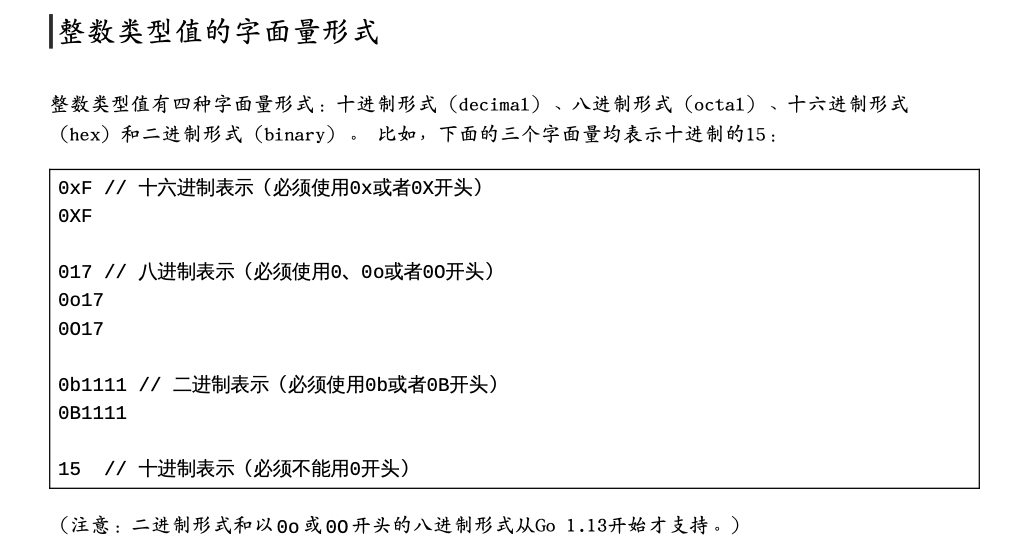 整数类型值的字面量形式
整数类型值有四种字面量形式：十进制形式（decimal）、八进制形式（octal）、十六进制形式
（hex）和二进制形式（binary）。 比如，下面的三个字面量均表示十进制的15：
0xF // 十六进制表示（必须使用0x或者0X开头）
0XF
017 // 八进制表示（必须使用0、0o或者0O开头）
0o17
0O17
0b1111 // 二进制表示（必须使用0b或者0B开头）
0B1111
15  // 十进制表示（必须不能用0开头）
（注意：二进制形式和以0o或0O开头的八进制形式从Go 1.13开始才支持。）